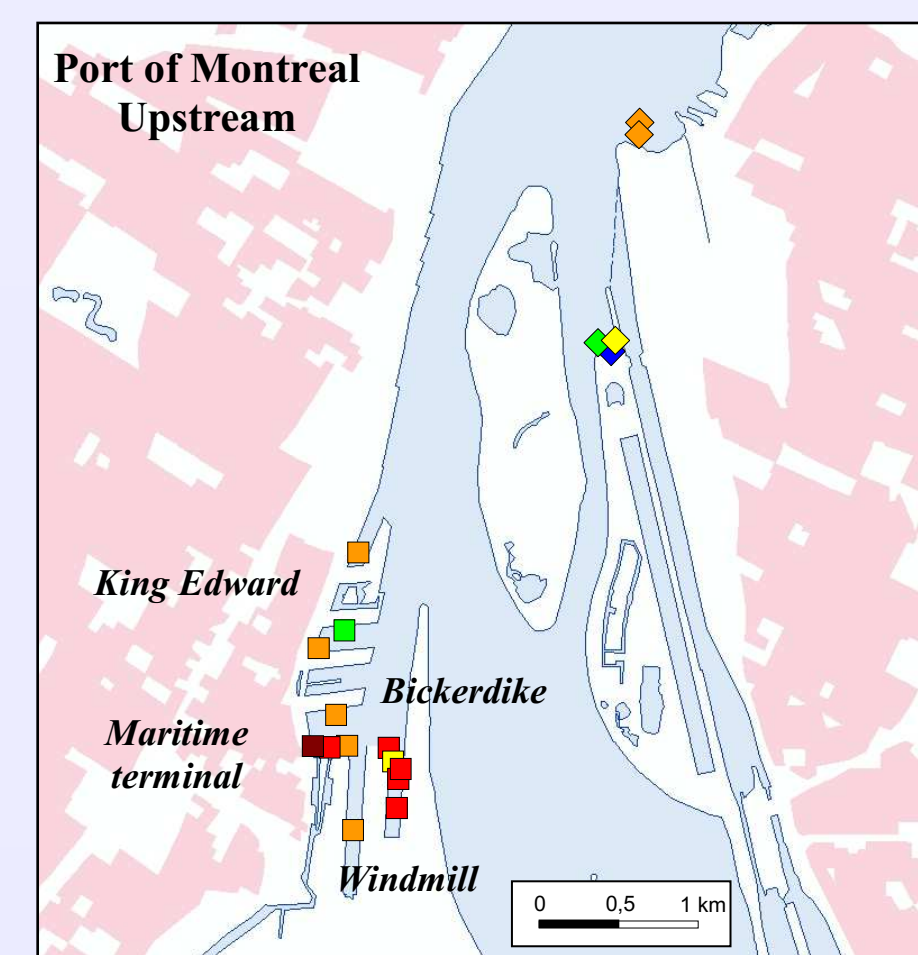 Port of Montreal
Upstream
King Edward
Bickerdike
Maritime
terminal
Windmill
0 0,5 1 km